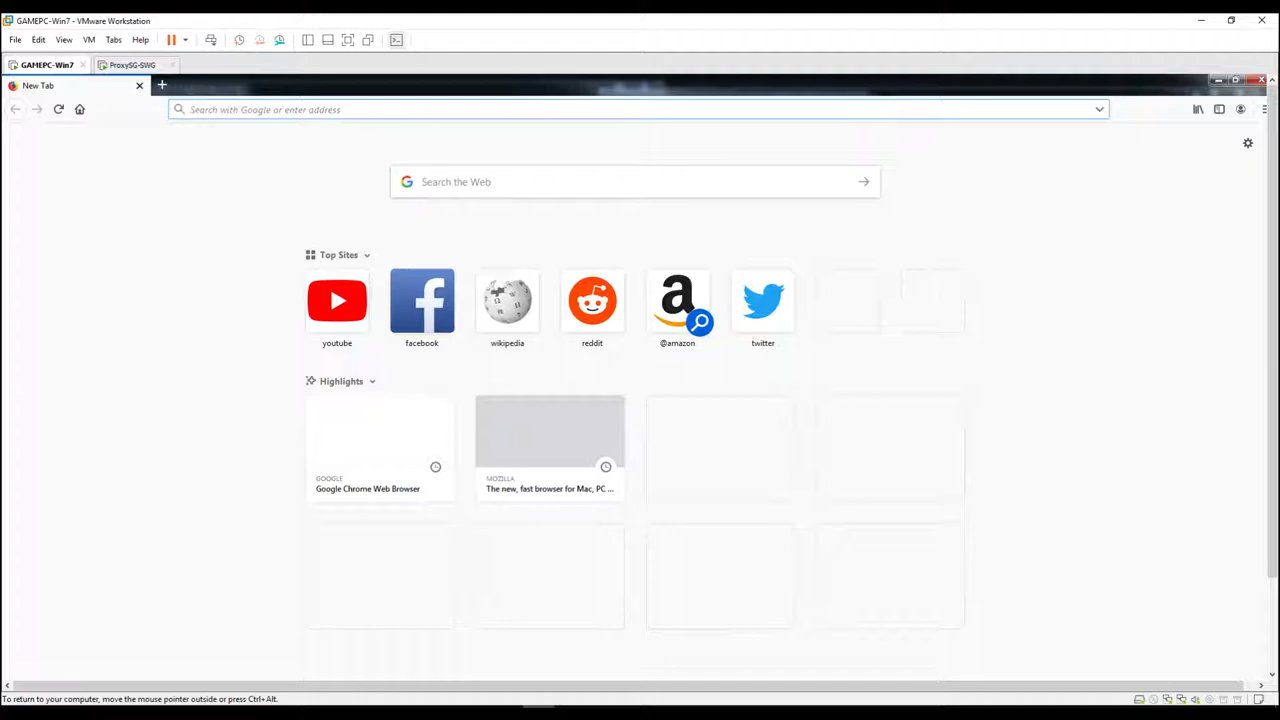 GAMEPC-Win7 - VMware Workstation
File Edit View VM Tabs Help
GAMEPC-Win7 ProxySG-SWG
New Tab
Search with Google or enter address
Search the Web
Top Sites
youtube facebook wikipedia reddit @amazon twitter
Highlights
GOOGLE
Google Chrome Web Browser
MOZILLA
The new, fast browser for Mac, PC ...
To return to your computer, move the mouse pointer outside or press Ctrl+Alt.